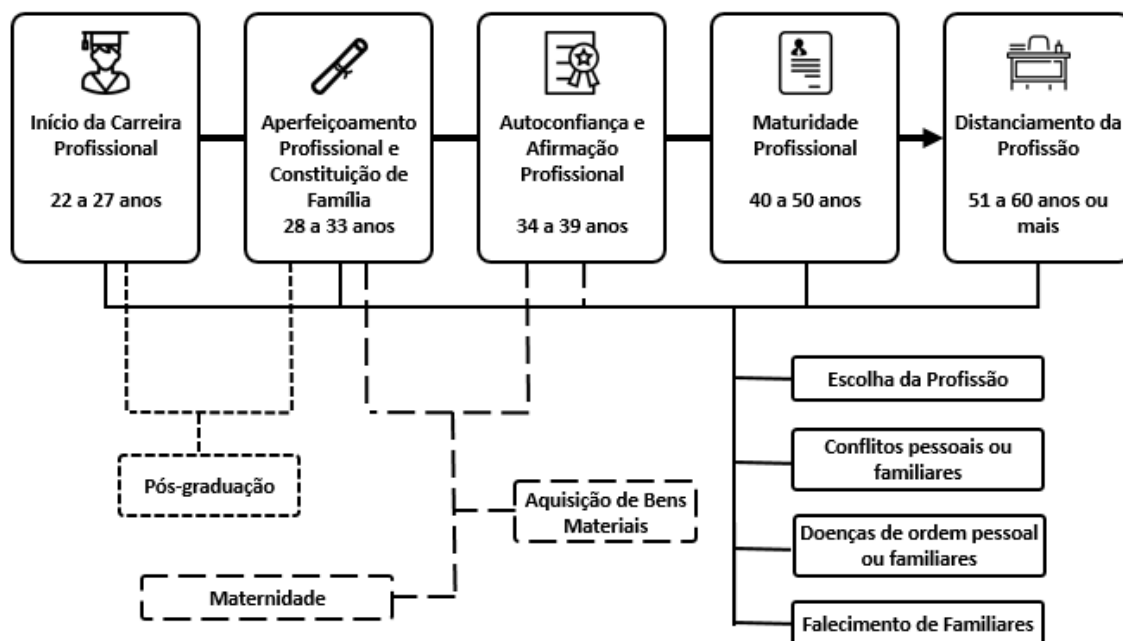 Início da Carreira
Profissional
22 a 27 anos
Aperfeiçoamento
Profissional e
Constituição de
Família
28 a 33 anos
Autoconfiança e
Afirmação
Profissional
34 a 39 anos
Maturidade
Profissional
40 a 50 anos
Distanciamento da
Profissão
51 a 60 anos ou
mais
Escolha da Profissão
Conflitos pessoais ou
familiares
Pós-graduação
Aquisição de Bens
Materiais
Doenças de ordem pessoal
ou familiares
Maternidade
Falecimento de Familiares